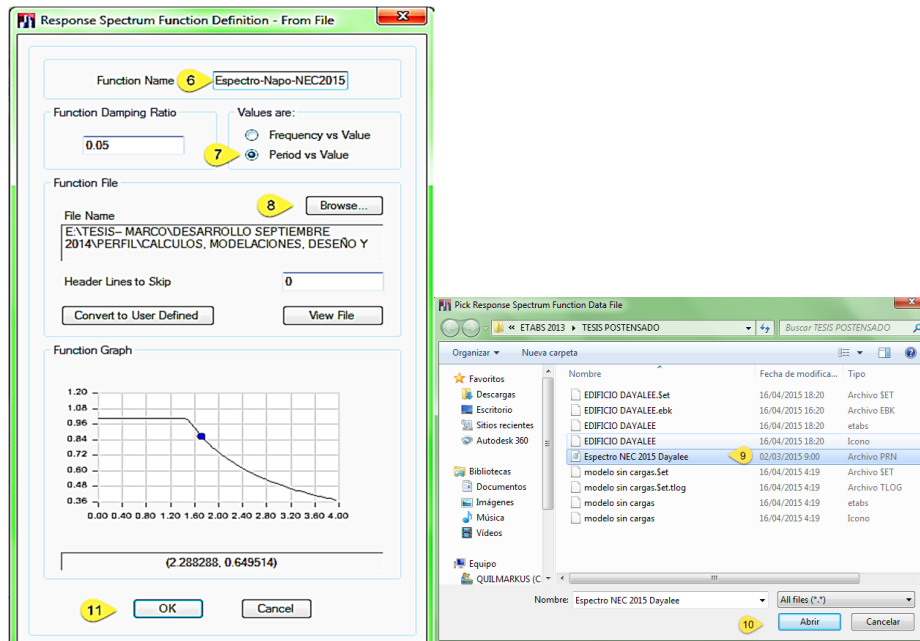 Response Spectrum Function Definition - From File
Function Name 6 Espectro-Napo-NEC2015
Function Damping Ratio
0.05
Values are:
Frequency vs Value
7 Period vs Value
Function File
8 Browse...
File Name
E:\TESIS– MARCO\DESARROLLO SEPTIEMBRE
2014\PERFIL\CALCULOS, MODELACIONES, DESEÑO Y
Header Lines to Skip 0
Convert to User Defined View File
Function Graph
1.20
1.08
0.96
0.84
0.72
0.60
0.48
0.36
0.00 0.40 0.80 1.20 1.60 2.00 2.40 2.80 3.20 3.60 4.00
(2.288288, 0.649514)
11 OK Cancel
Pick Response Spectrum Function Data File
« ETABS 2013 TESIS POSTENSADO Buscar TESIS POSTENSADO
Organizar Nueva carpeta
Favoritos
Descargas
Escritorio
Sitios recientes
Autodesk 360
Bibliotecas
Documentos
Imágenes
Música
Vídeos
Equipo
QUILMARKUS (C
Nombre Fecha de modifica... Tipo
EDIFICIO DAYALEE.$et 16/04/2015 18:20 Archivo $ET
EDIFICIO DAYALEE.ebk 16/04/2015 18:20 Archivo EBK
EDIFICIO DAYALEE 16/04/2015 18:20 etabs
EDIFICIO DAYALEE 16/04/2015 18:20 Icono
Espectro NEC 2015 Dayalee 9 02/03/2015 9:00 Archivo PRN
modelo sin cargas.$et 16/04/2015 4:19 Archivo $ET
modelo sin cargas.$et.tlog 16/04/2015 4:19 Archivo TLOG
modelo sin cargas 16/04/2015 4:19 etabs
modelo sin cargas 16/04/2015 4:19 Icono
Nombre: Espectro NEC 2015 Dayalee All files (*.*)
10 Abrir Cancelar